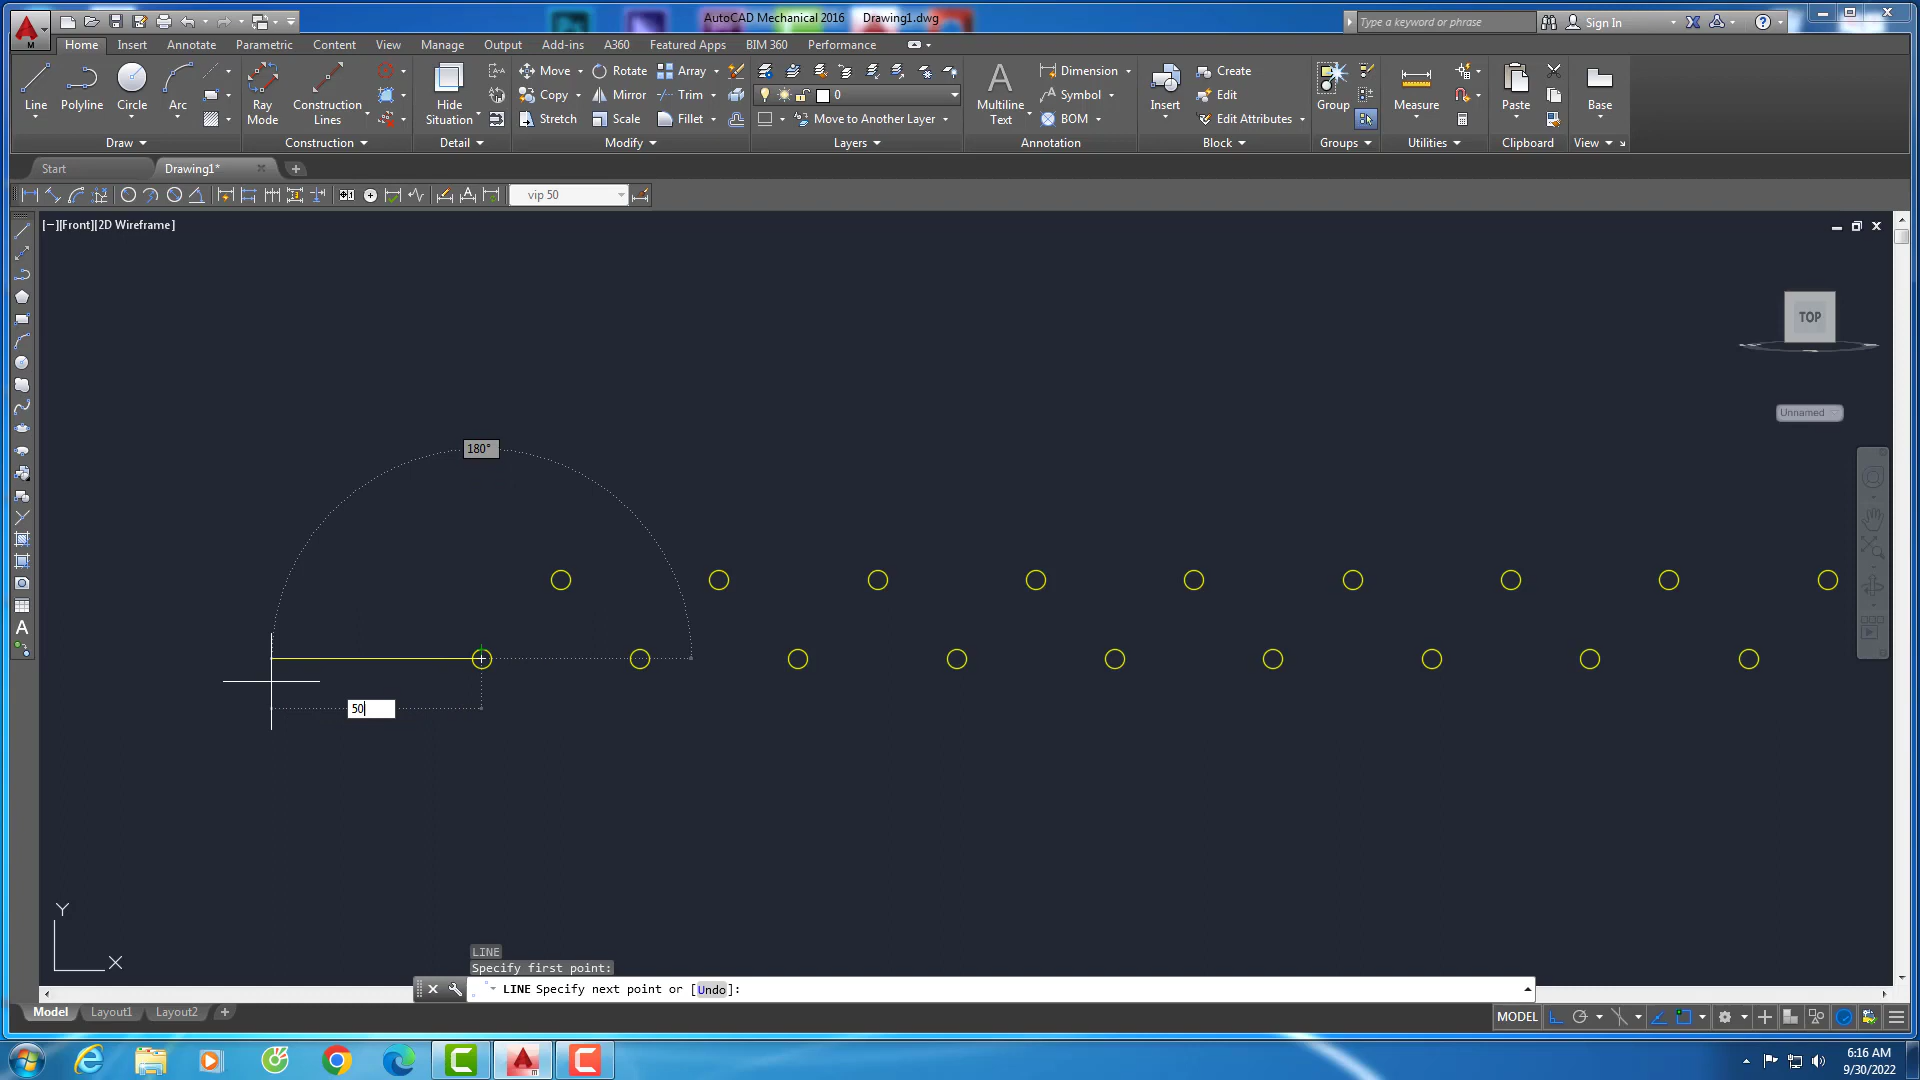 AutoCAD Mechanical 2016 Drawing1.dwg
Type a keyword or phrase
Sign In
M
Home Insert Annotate Parametric Content View Manage Output Add-ins A360 Featured Apps BIM 360 Performance
Line Polyline Circle Arc
Ray Mode
Construction Lines
Hide Situation
Move Rotate Array
Copy Mirror Trim
Stretch Scale Fillet
0
Move to Another Layer
Multiline Text
Dimension
Symbol
BOM
Insert
Create
Edit
Edit Attributes
Group
Measure
Paste
Base
Draw Construction Detail Modify Layers Annotation Block Groups Utilities Clipboard View
Start Drawing1*
vip 50
[−][Front][2D Wireframe]
TOP
Unnamed
180°
50
A
Y
X
LINE
Specify first point:
LINE Specify next point or [Undo]:
Model Layout1 Layout2
MODEL
6:16 AM
9/30/2022